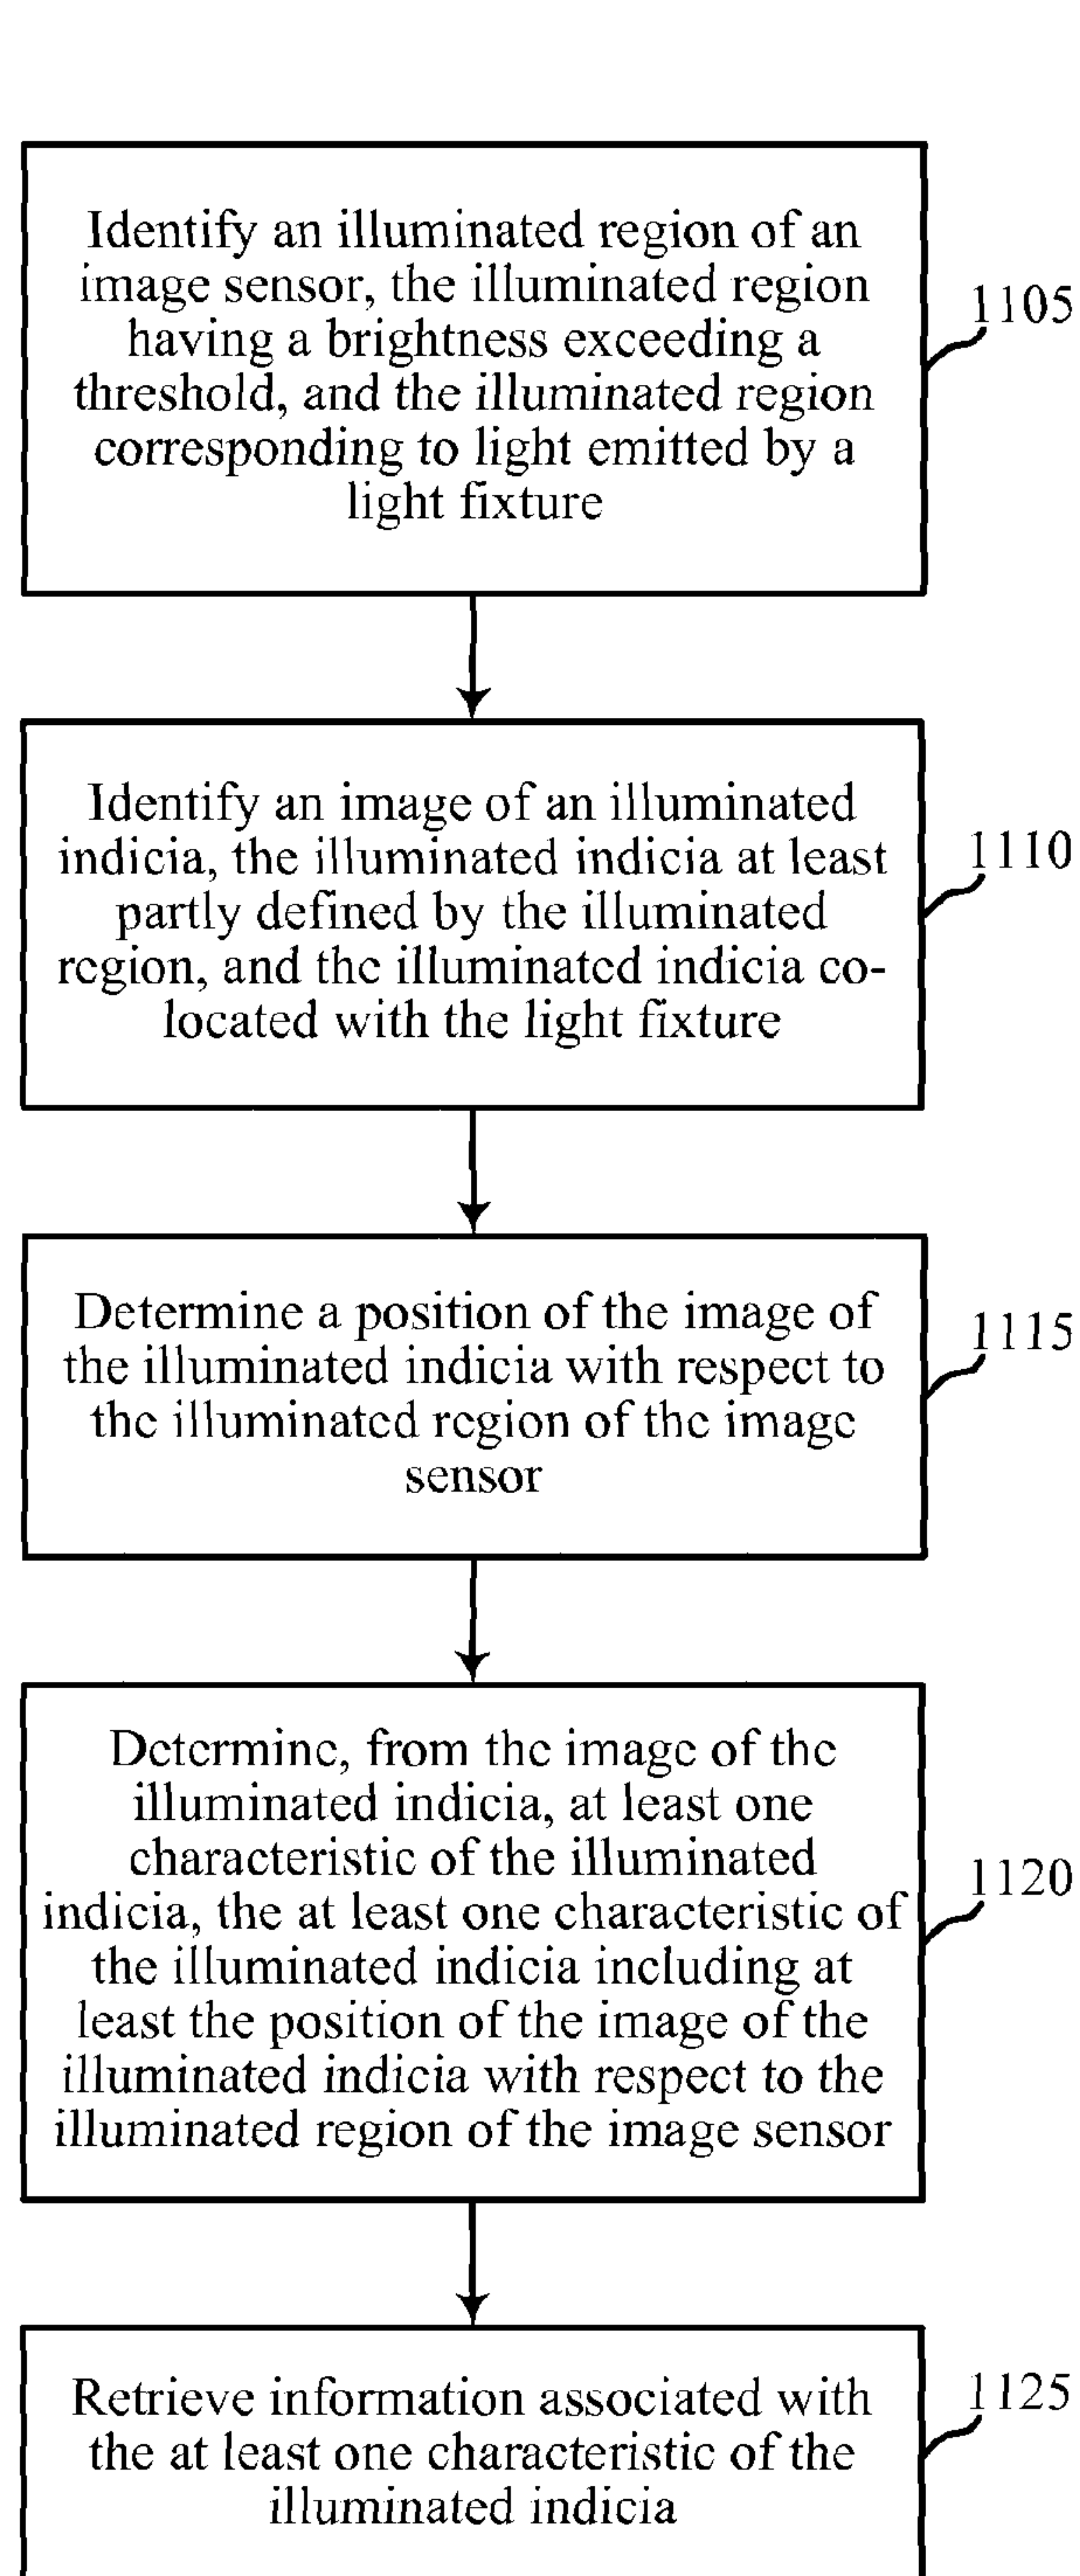 Identify an illuminated region of an
image sensor, the illuminated region
having a brightness exceeding a
threshold, and the illuminated region
corresponding to light emitted by a
light fixture
1105
Identify an image of an illuminated
indicia, the illuminated indicia at least
partly defined by the illuminated
region, and the illuminated indicia co-
located with the light fixture
1110
Determine a position of the image of
the illuminated indicia with respect to
the illuminated region of the image
sensor
1115
Determine, from the image of the
illuminated indicia, at least one
characteristic of the illuminated
indicia, the at least one characteristic of
the illuminated indicia including at
least the position of the image of the
illuminated indicia with respect to the
illuminated region of the image sensor
1120
Retrieve information associated with
the at least one characteristic of the
illuminated indicia
1125